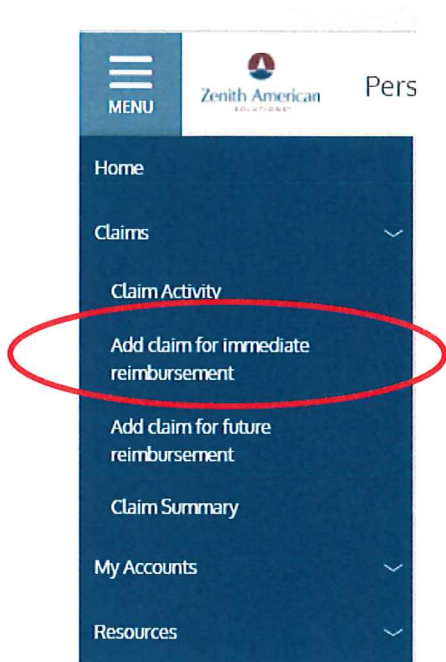 MENU
Zenith American
SOLUTIONS
Pers
Home
Claims
Claim Activity
Add claim for immediate
reimbursement
Add claim for future
reimbursement
Claim Summary
My Accounts
Resources